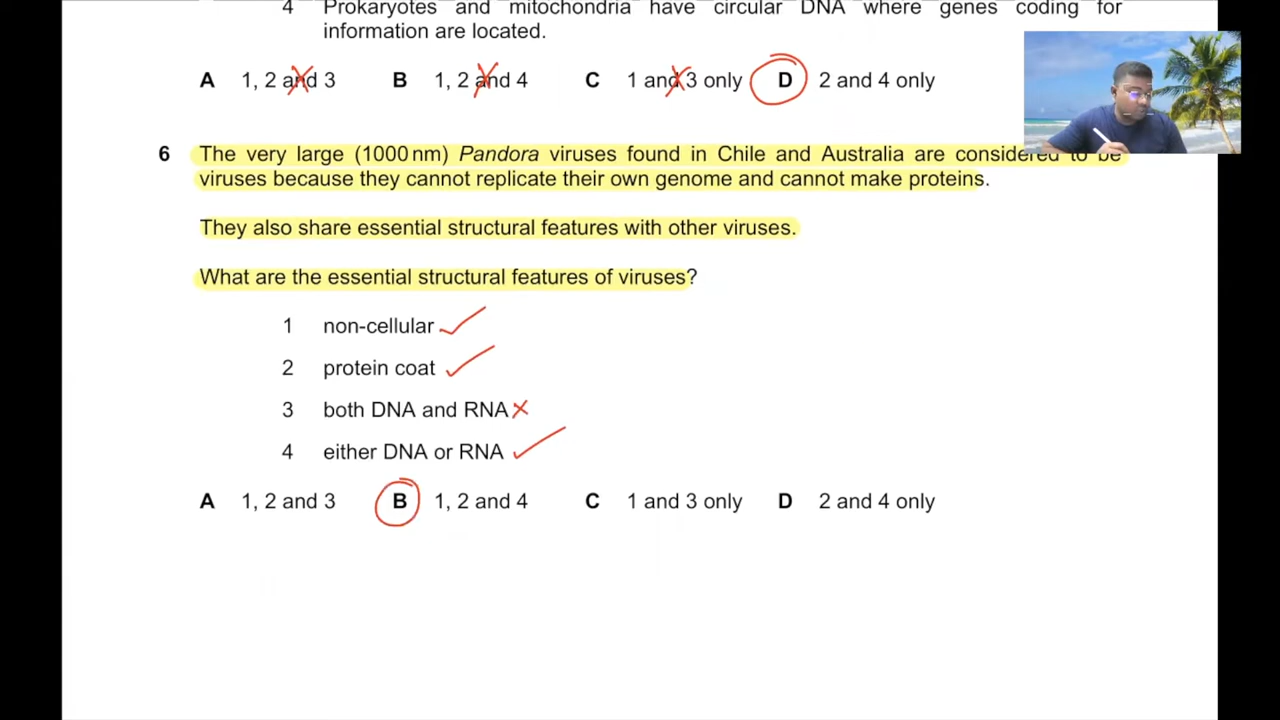 4 Prokaryotes and mitochondria have circular DNA where genes coding for
information are located.
A 1, 2 and 3 B 1, 2 and 4 C 1 and 3 only D 2 and 4 only
6 The very large (1000 nm) Pandora viruses found in Chile and Australia are considered to be
viruses because they cannot replicate their own genome and cannot make proteins.
They also share essential structural features with other viruses.
What are the essential structural features of viruses?
1 non-cellular
2 protein coat
3 both DNA and RNA
4 either DNA or RNA
A 1, 2 and 3 B 1, 2 and 4 C 1 and 3 only D 2 and 4 only